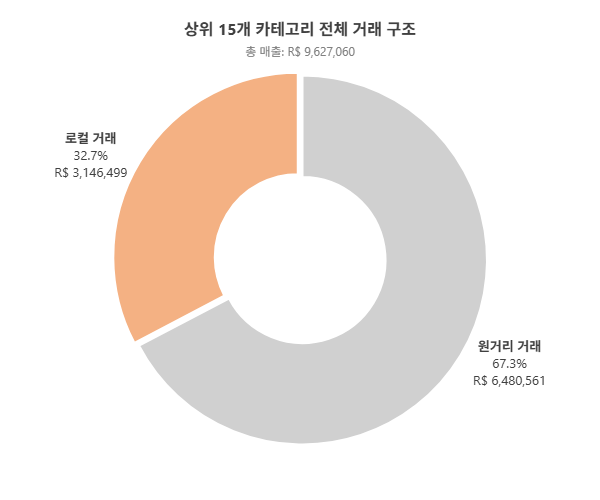 상위 15개 카테고리 전체 거래 구조
총 매출: R$ 9,627,060
로컬 거래
32.7%
R$ 3,146,499
원거리 거래
67.3%
R$ 6,480,561